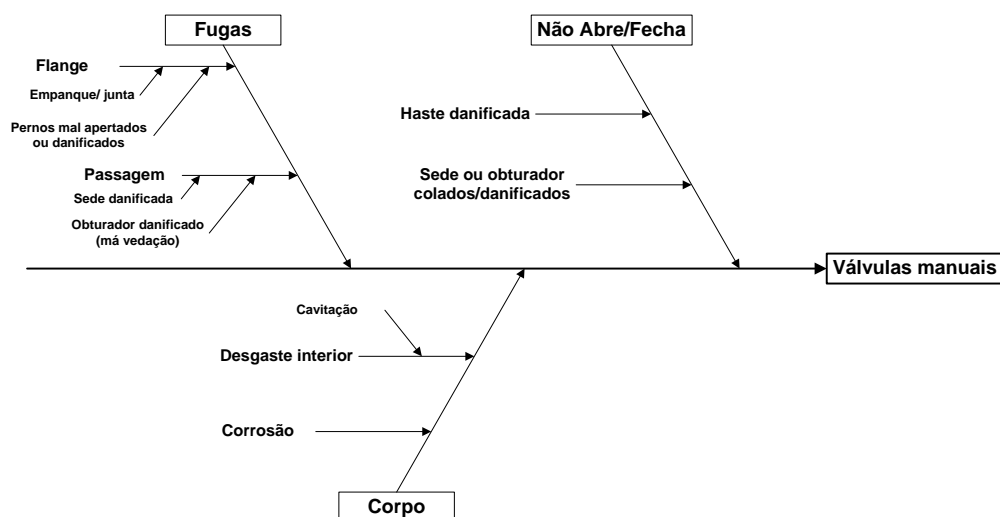 Fugas
Não Abre/Fecha
Flange
Empanque/ junta
Haste danificada
Pernos mal apertados
ou danificados
Passagem
Sede danificada
Sede ou obturador
colados/danificados
Obturador danificado
(má vedação)
Válvulas manuais
Cavitação
Desgaste interior
Corrosão
Corpo